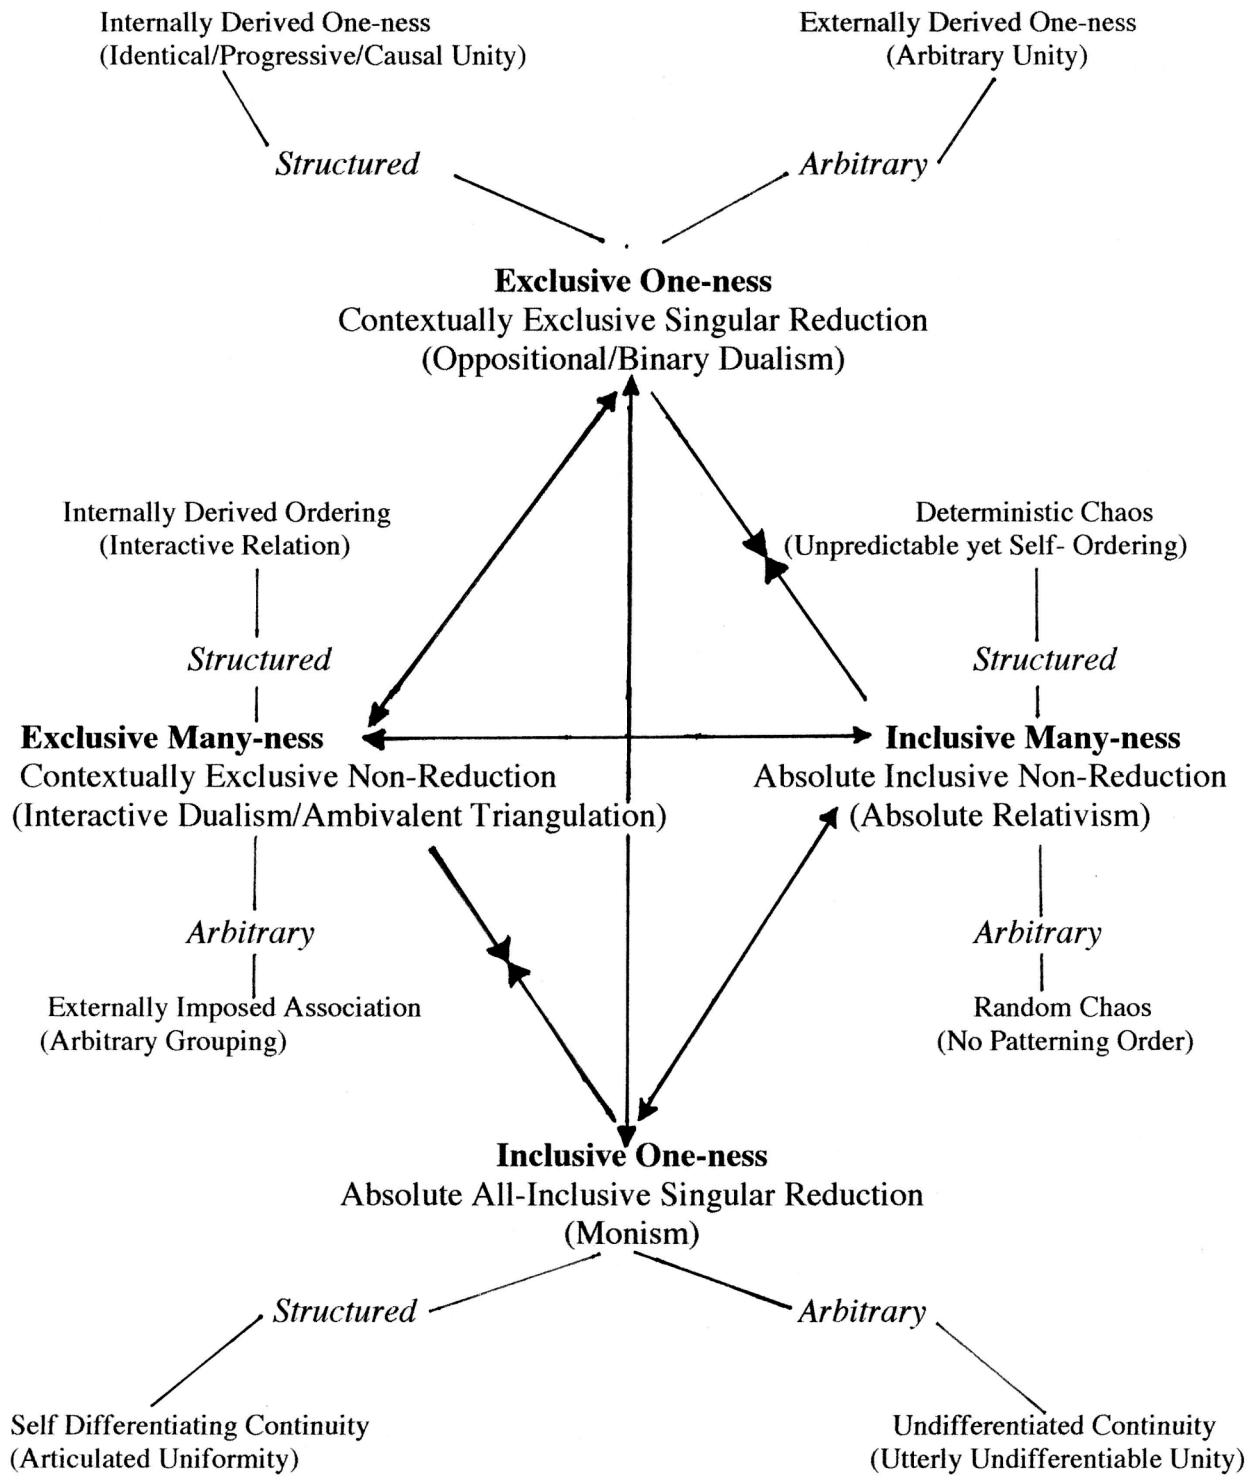 Internally Derived One-ness
(Identical/Progressive/Causal Unity)
Externally Derived One-ness
(Arbitrary Unity)
Structured
Arbitrary
Exclusive One-ness
Contextually Exclusive Singular Reduction
(Oppositional/Binary Dualism)
Internally Derived Ordering
(Interactive Relation)
Deterministic Chaos
(Unpredictable yet Self- Ordering)
Structured
Structured
Exclusive Many-ness
Contextually Exclusive Non-Reduction
(Interactive Dualism/Ambivalent Triangulation)
Inclusive Many-ness
Absolute Inclusive Non-Reduction
(Absolute Relativism)
Arbitrary
Arbitrary
Externally Imposed Association
(Arbitrary Grouping)
Random Chaos
(No Patterning Order)
Inclusive One-ness
Absolute All-Inclusive Singular Reduction
(Monism)
Structured
Arbitrary
Self Differentiating Continuity
(Articulated Uniformity)
Undifferentiated Continuity
(Utterly Undifferentiable Unity)